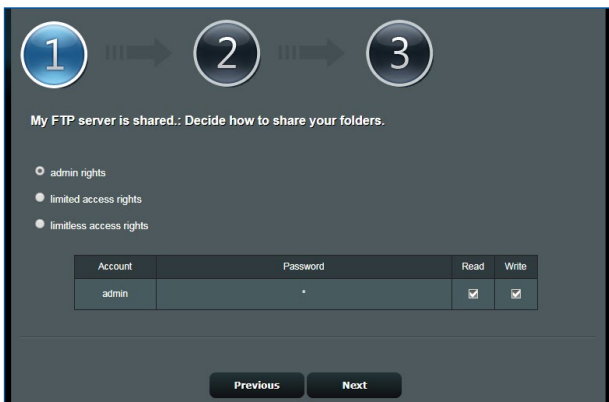 1 2 3
My FTP server is shared.: Decide how to share your folders.
admin rights
limited access rights
limitless access rights
Account Password Read Write
admin *
Previous Next